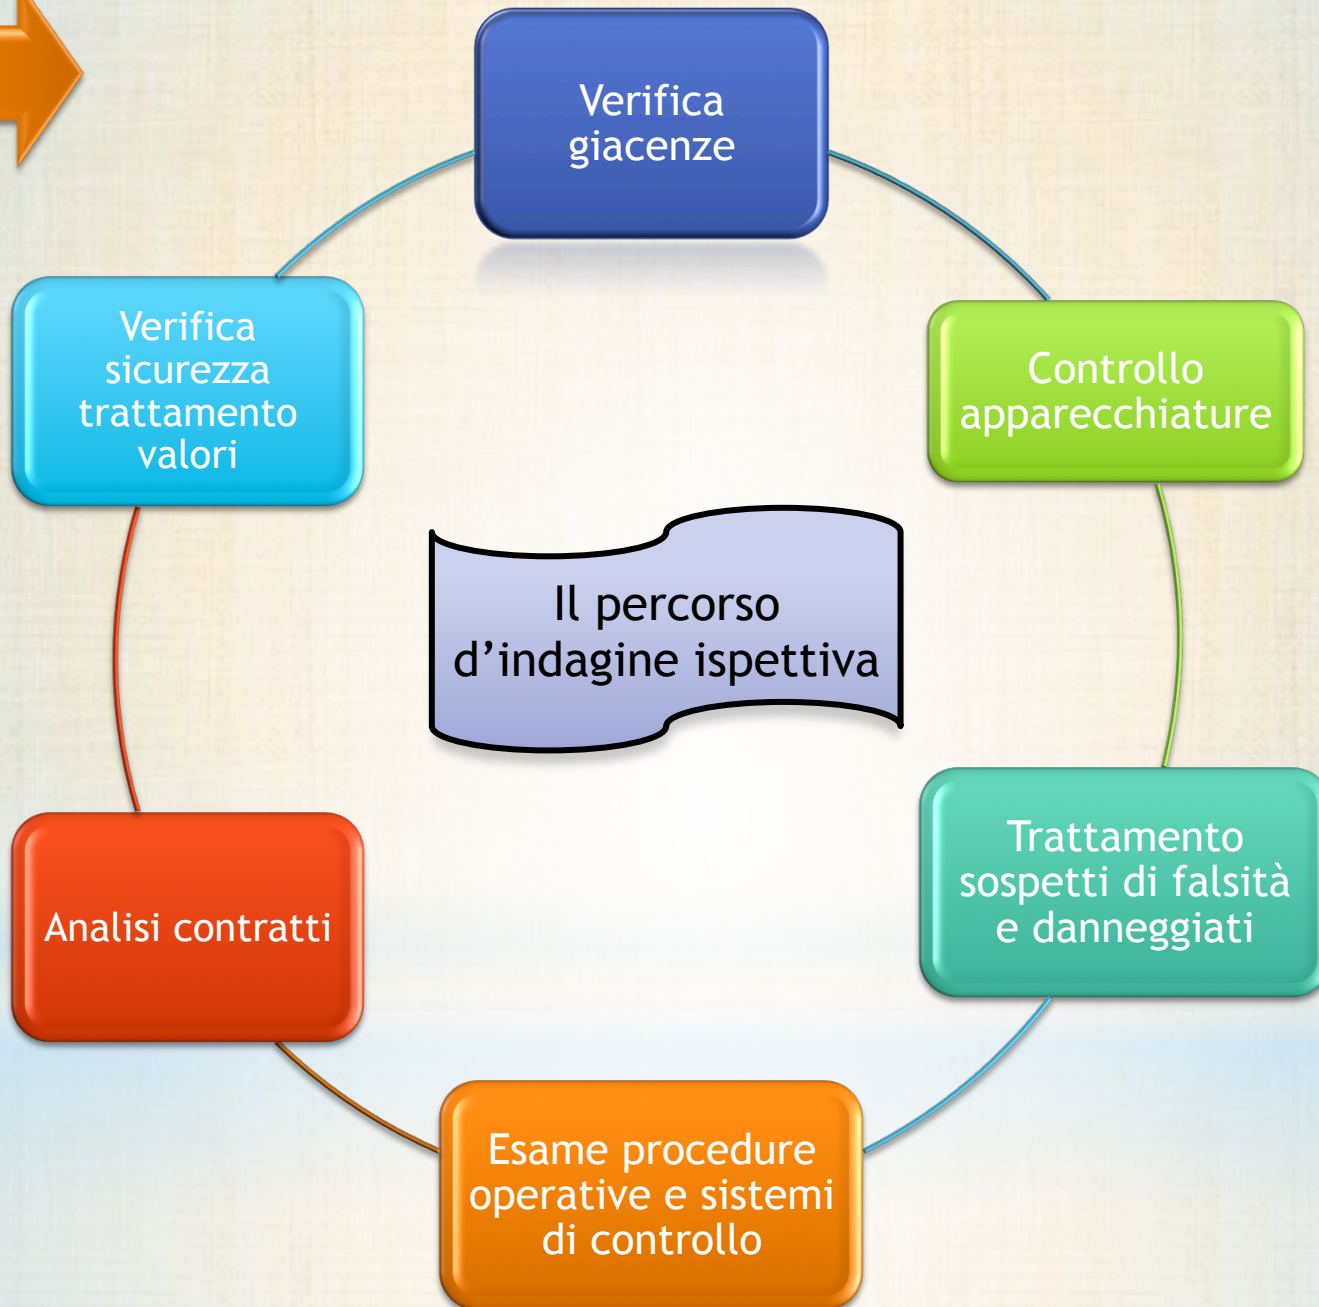 Verifica
giacenze
Controllo
apparecchiature
Trattamento
sospetti di falsità
e danneggiati
Esame procedure
operative e sistemi
di controllo
Analisi contratti
Verifica
sicurezza
trattamento
valori
Il percorso
d’indagine ispettiva